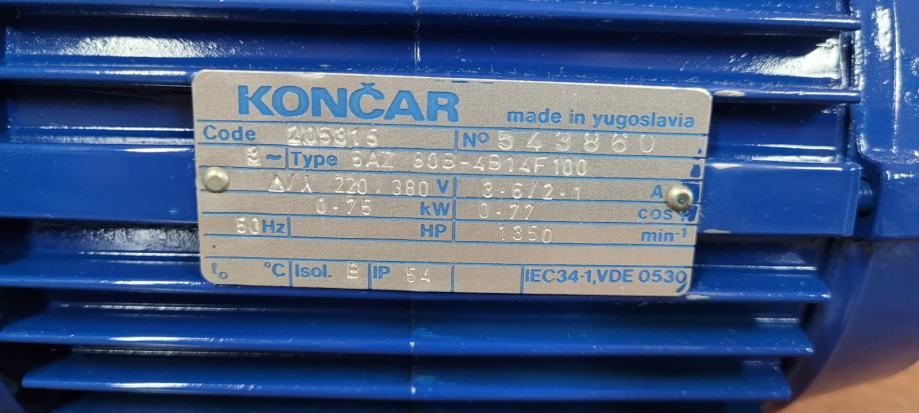 KONČAR
made in yugoslavia
Code 205315 Nº 543860
3~ Type 5AZ 80B-4B14F100
Δ/⅄ 220/380 V 3·6/2·1 A
0·75 kW 0·77 cos φ
50Hz HP 1350 min-1
to °C Isol. B IP 54 IEC34-1,VDE 0530